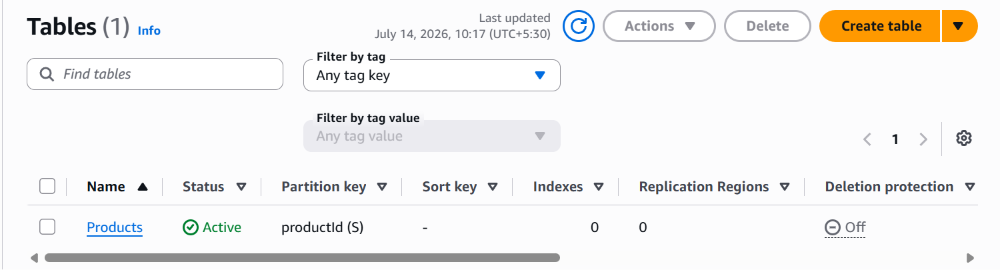 Tables (1) Info
Last updated
July 14, 2026, 10:17 (UTC+5:30)
Actions
Delete
Create table
Find tables
Filter by tag
Any tag key
Filter by tag value
Any tag value
1
Name Status Partition key Sort key Indexes Replication Regions Deletion protection
Products Active productId (S) - 0 0 Off